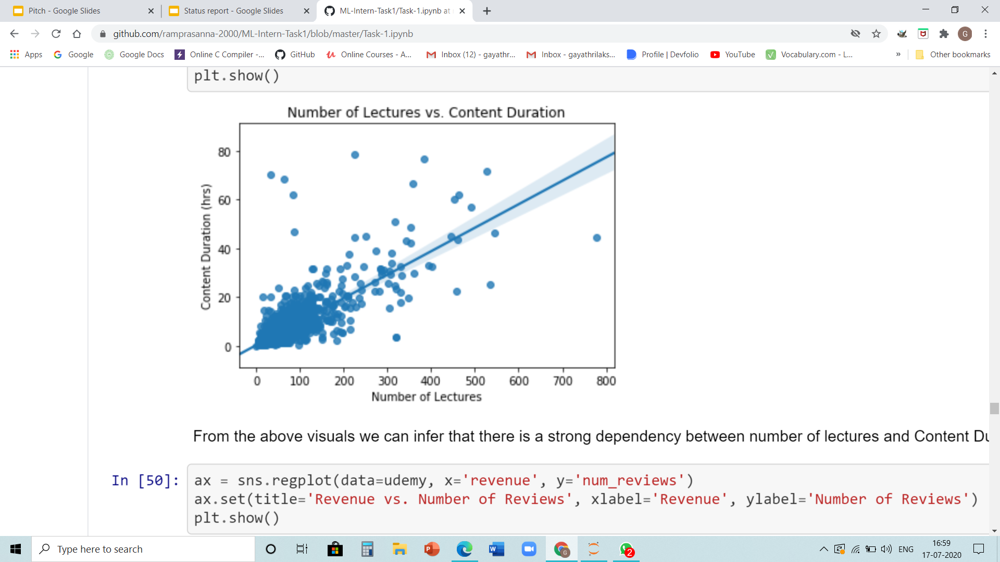 Pitch - Google Slides
Status report - Google Slides
ML-Intern-Task1/Task-1.ipynb at
github.com/ramprasanna-2000/ML-Intern-Task1/blob/master/Task-1.ipynb
G
Apps
Google
Google Docs
Online C Compiler -...
GitHub
Online Courses - A...
Inbox (12) - gayathr...
Inbox - gayathrilaks...
Profile | Devfolio
YouTube
Vocabulary.com - L...
»
Other bookmarks
plt.show()
Number of Lectures vs. Content Duration
80
60
40
20
0
Content Duration (hrs)
0 100 200 300 400 500 600 700 800
Number of Lectures
From the above visuals we can infer that there is a strong dependency between number of lectures and Content Du
In [50]:
ax = sns.regplot(data=udemy, x='revenue', y='num_reviews')
ax.set(title='Revenue vs. Number of Reviews', xlabel='Revenue', ylabel='Number of Reviews')
plt.show()
Type here to search
2
ENG
16:59
17-07-2020